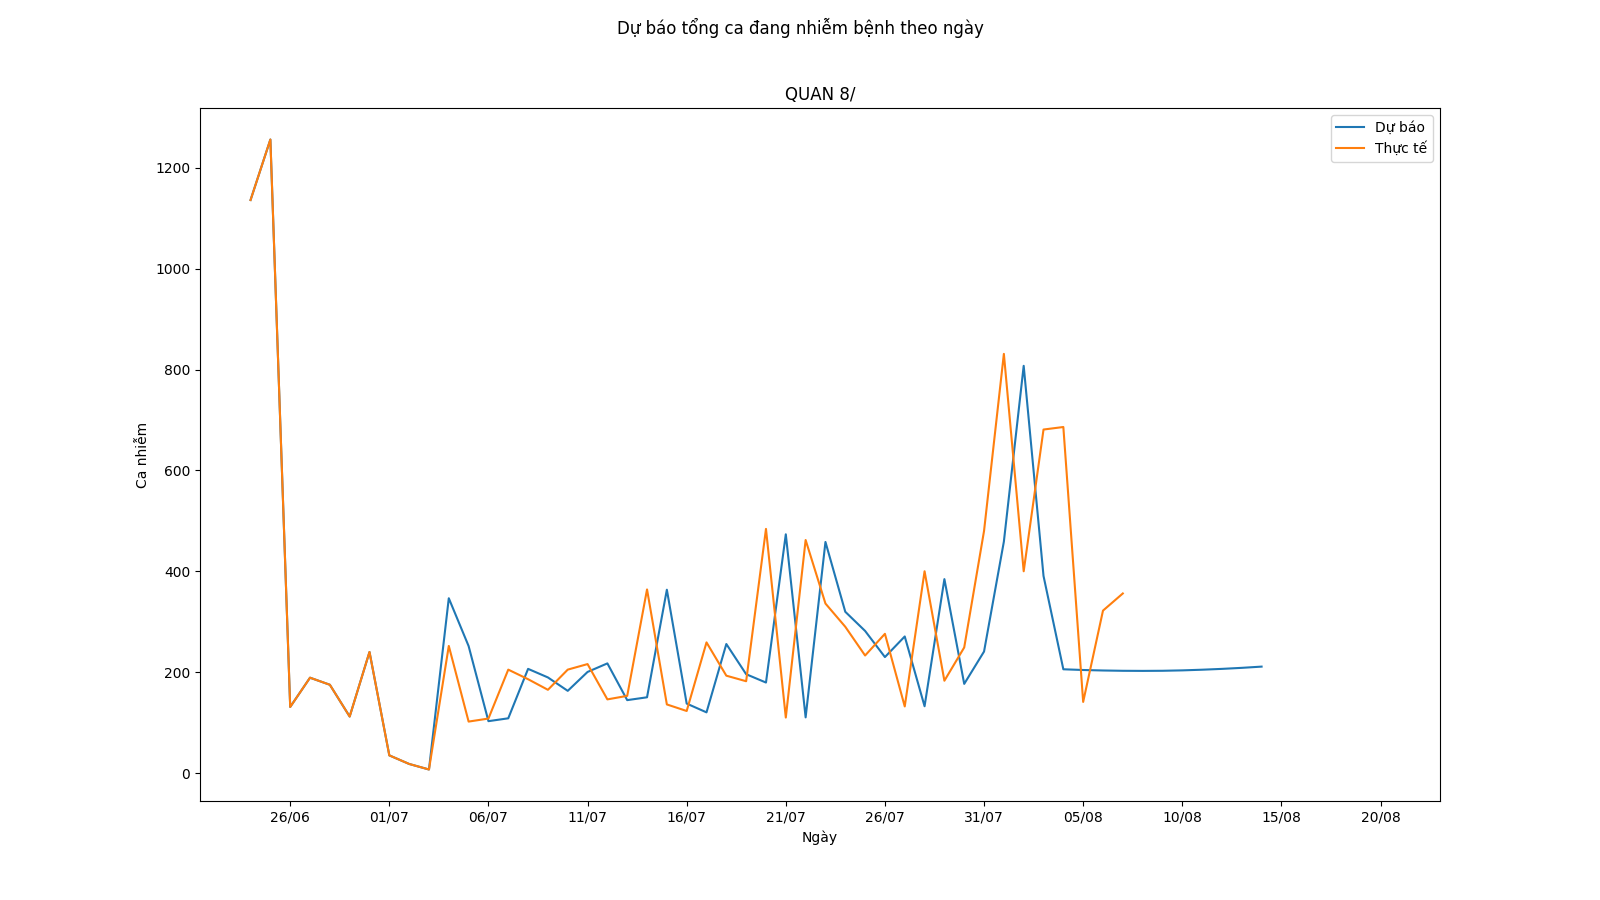 Dự báo tổng ca đang nhiễm bệnh theo ngày
QUAN 8/
Dự báo
Thực tế
1200
1000
800
600
400
200
0
Ca nhiễm
26/06 01/07 06/07 11/07 16/07 21/07 26/07 31/07 05/08 10/08 15/08 20/08
Ngày